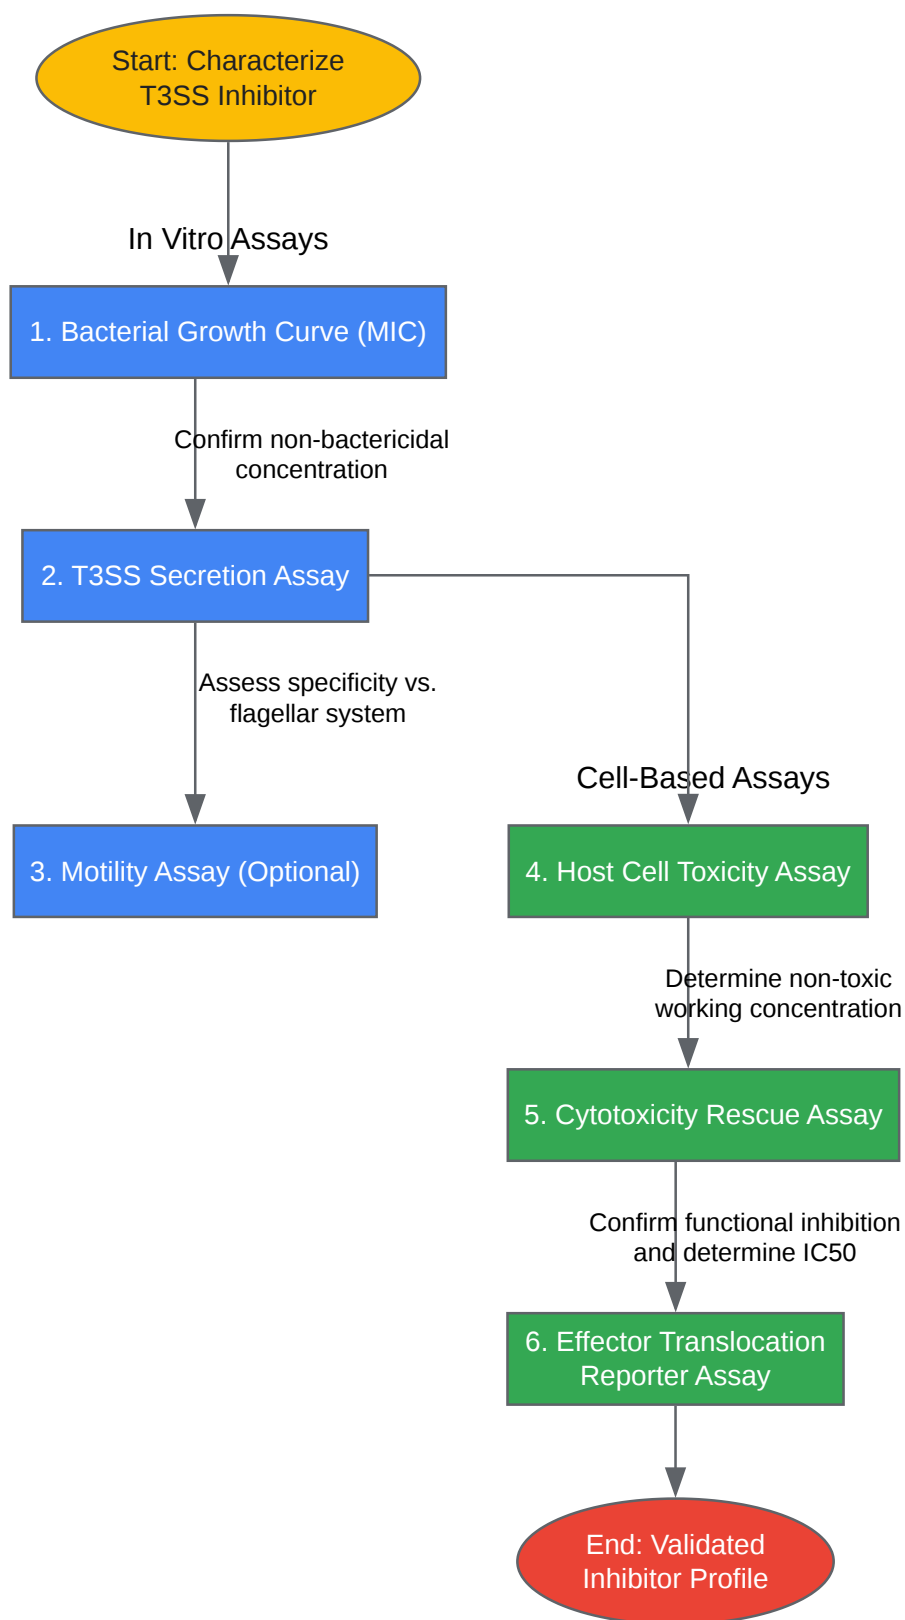 Start: Characterize
T3SS Inhibitor
In Vitro Assays
1. Bacterial Growth Curve (MIC)
Confirm non-bactericidal
concentration
2. T3SS Secretion Assay
Assess specificity vs.
flagellar system
Cell-Based Assays
3. Motility Assay (Optional)
4. Host Cell Toxicity Assay
Determine non-toxic
working concentration
5. Cytotoxicity Rescue Assay
Confirm functional inhibition
and determine IC50
6. Effector Translocation
Reporter Assay
End: Validated
Inhibitor Profile